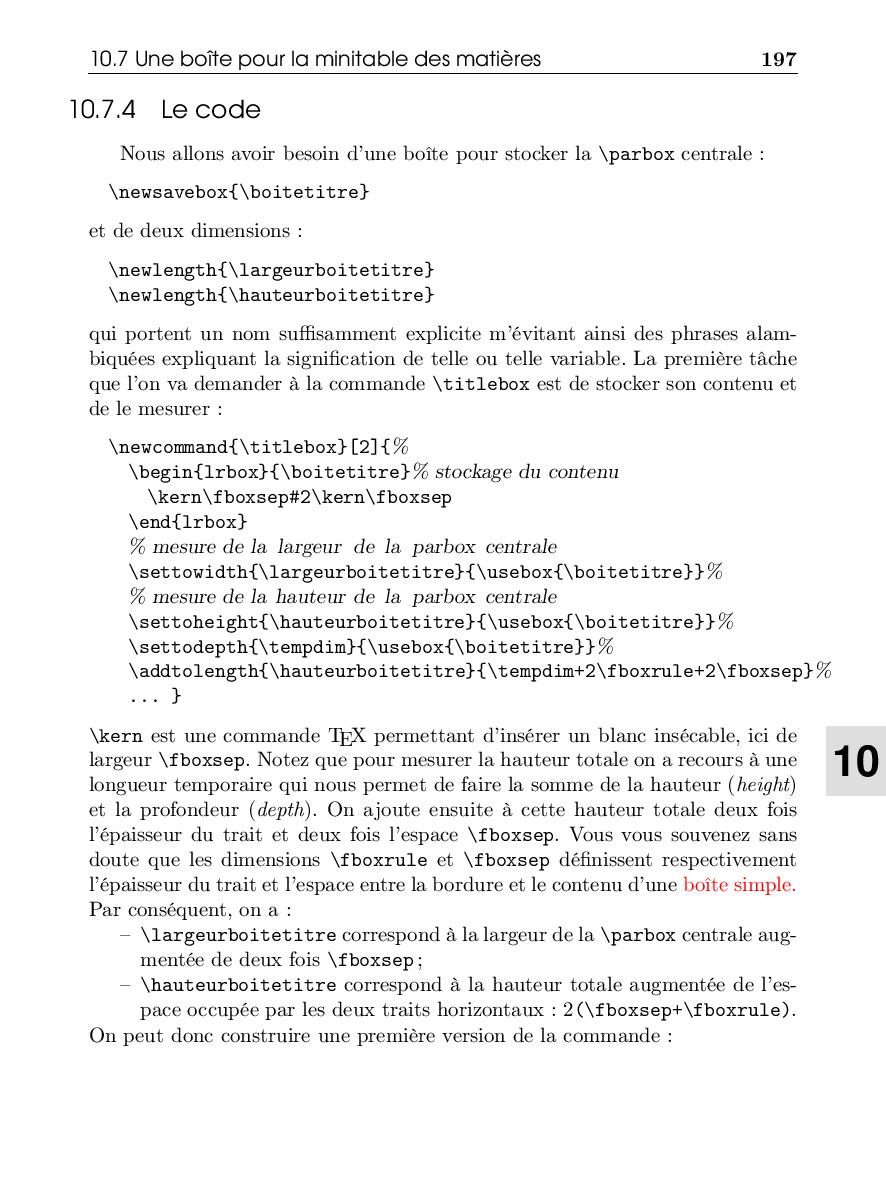 10.7 Une boîte pour la minitable des matières 197
10.7.4 Le code
Nous allons avoir besoin d'une boîte pour stocker la \parbox centrale :
\newsavebox{\boitetitre}
et de deux dimensions :
\newlength{\largeurboitetitre}
\newlength{\hauteurboitetitre}
qui portent un nom suffisamment explicite m'évitant ainsi des phrases alam-
biquées expliquant la signification de telle ou telle variable. La première tâche
que l'on va demander à la commande \titlebox est de stocker son contenu et
de le mesurer :
\newcommand{\titlebox}[2]{%
\begin{lrbox}{\boitetitre}% stockage du contenu
\kern\fboxsep#2\kern\fboxsep
\end{lrbox}
% mesure de la largeur de la parbox centrale
\settowidth{\largeurboitetitre}{\usebox{\boitetitre}}%
% mesure de la hauteur de la parbox centrale
\settoheight{\hauteurboitetitre}{\usebox{\boitetitre}}%
\settodepth{\tempdim}{\usebox{\boitetitre}}%
\addtolength{\hauteurboitetitre}{\tempdim+2\fboxrule+2\fboxsep}%
... }
\kern est une commande TEX permettant d'insérer un blanc insécable, ici de
largeur \fboxsep. Notez que pour mesurer la hauteur totale on a recours à une
longueur temporaire qui nous permet de faire la somme de la hauteur (height)
et la profondeur (depth). On ajoute ensuite à cette hauteur totale deux fois
l'épaisseur du trait et deux fois l'espace \fboxsep. Vous vous souvenez sans
doute que les dimensions \fboxrule et \fboxsep définissent respectivement
l'épaisseur du trait et l'espace entre la bordure et le contenu d'une boîte simple.
Par conséquent, on a :
– \largeurboitetitre correspond à la largeur de la \parbox centrale aug-
mentée de deux fois \fboxsep ;
– \hauteurboitetitre correspond à la hauteur totale augmentée de l'es-
pace occupée par les deux traits horizontaux : 2(\fboxsep+\fboxrule).
On peut donc construire une première version de la commande :
10